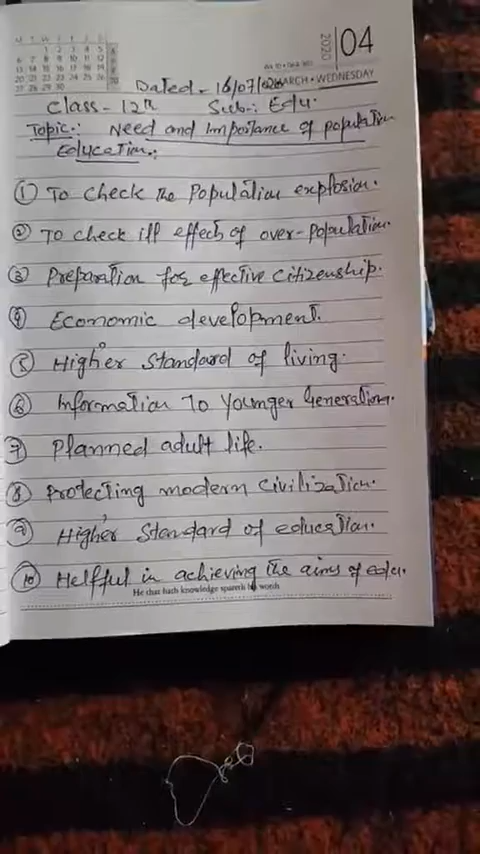 2020
04
MARCH • WEDNESDAY
Dated - 16/07/
Class - 12th Sub:- Edu.
Topic:- Need and Importance of population
Education:-
① To check the Population explosion.
② To check ill effects of over-population.
③ Preparation for effective citizenship.
④ Economic development.
⑤ Higher Standard of living.
⑥ Information To Younger Generation.
⑦ Planned adult life.
⑧ Protecting modern civilization.
⑨ Higher Standard of education.
⑩ Helpful in achieving the aims of edu.
He that hath knowledge spareth his words